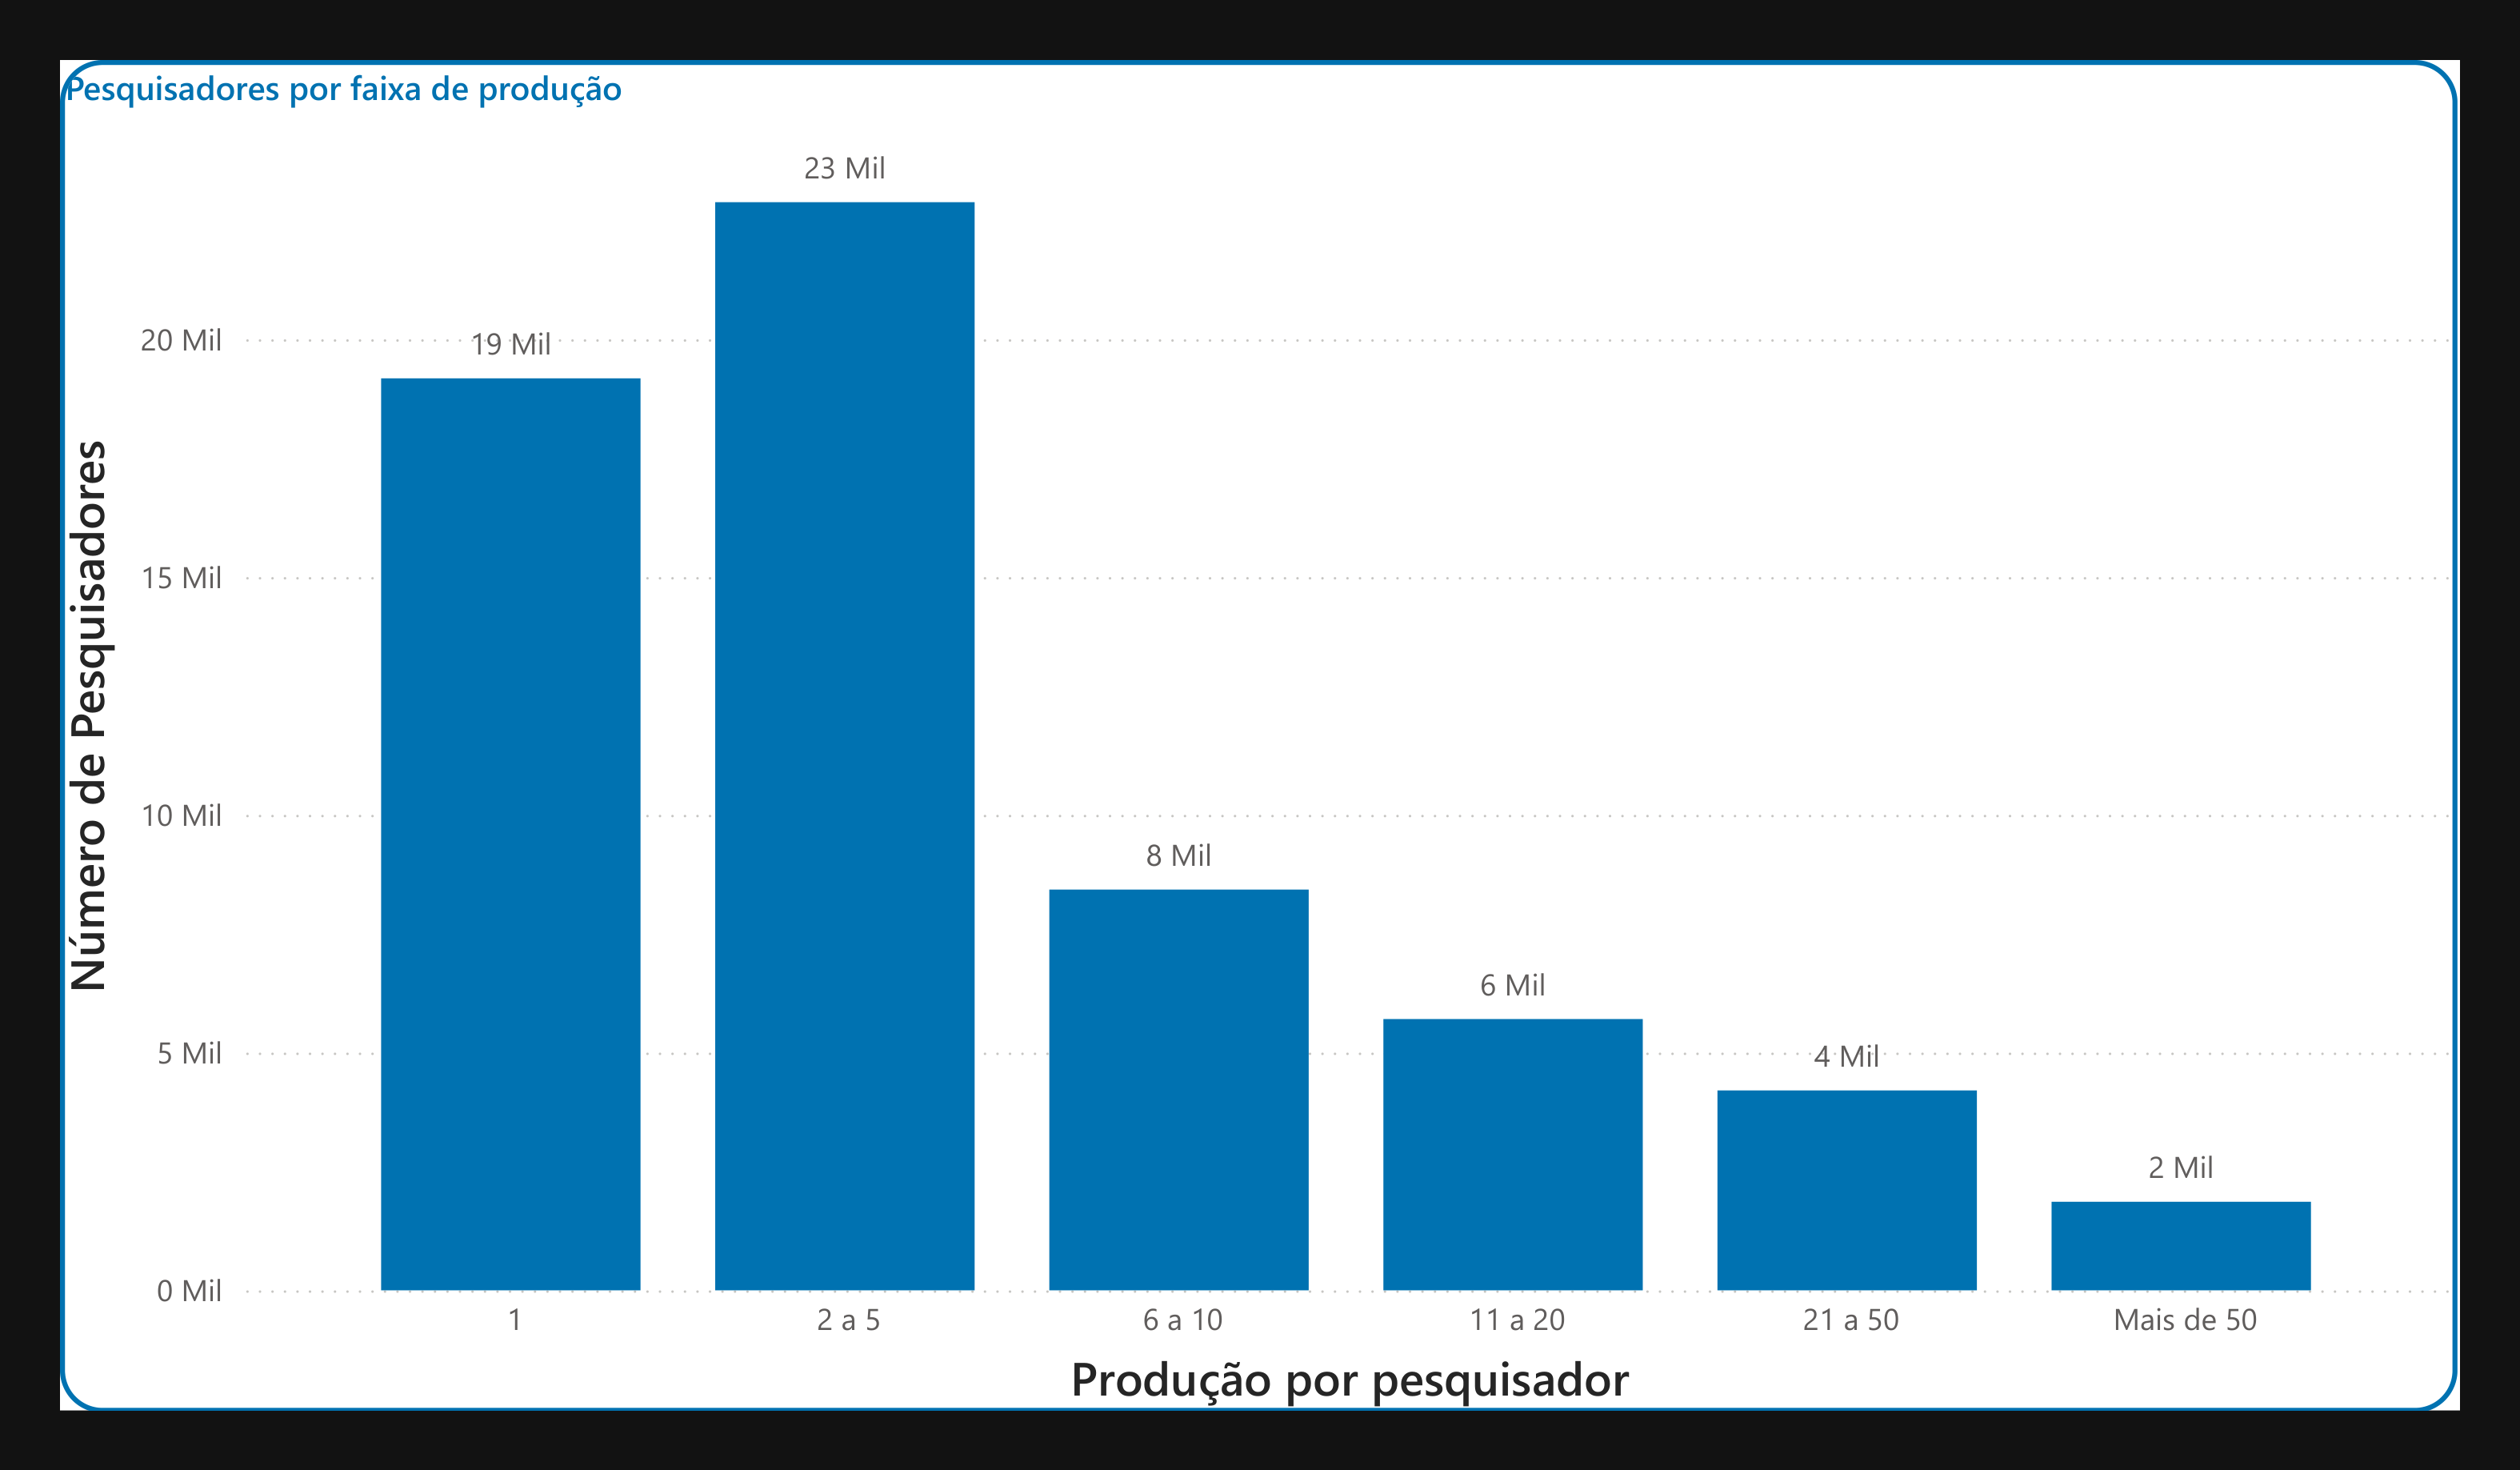 Pesquisadores por faixa de produção
23 Mil
20 Mil
19 Mil
15 Mil
10 Mil
8 Mil
6 Mil
5 Mil
4 Mil
2 Mil
0 Mil
Número de Pesquisadores
1
2 a 5
6 a 10
11 a 20
21 a 50
Mais de 50
Produção por pesquisador